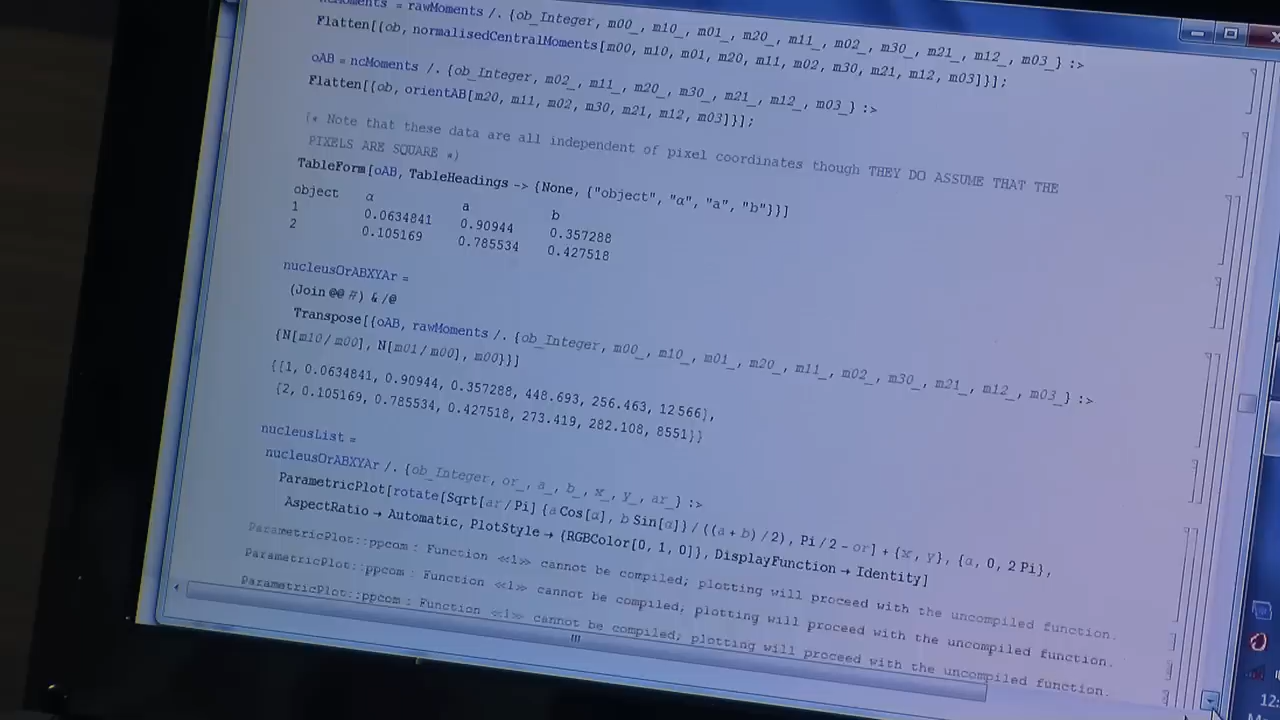 rawMoments /. {ob_Integer, m00_, m10_, m01_, m20_, m11_, m02_, m30_, m21_, m12_, m03_} :>
Flatten[{ob, normalisedCentralMoments[m00, m10, m01, m20, m11, m02, m30, m21, m12, m03]}];
oAB = ncMoments /. {ob_Integer, m02_, m11_, m20_, m30_, m21_, m12_, m03_} :>
Flatten[{ob, orientAB[m20, m11, m02, m30, m21, m12, m03]}];
(* Note that these data are all independent of pixel coordinates though THEY DO ASSUME THAT THE
PIXELS ARE SQUARE *)
TableForm[oAB, TableHeadings -> {None, {"object", "α", "a", "b"}}]
object α a b
1 0.0634841 0.90944 0.357288
2 0.105169 0.785534 0.427518
nucleusOrABXYAr =
(Join @@ #) & /@
Transpose[{oAB, rawMoments /. {ob_Integer, m00_, m10_, m01_, m20_, m11_, m02_, m30_, m21_, m12_, m03_} :>
{N[m10/m00], N[m01/m00], m00}}]
{{1, 0.0634841, 0.90944, 0.357288, 448.693, 256.463, 12566},
{2, 0.105169, 0.785534, 0.427518, 273.419, 282.108, 8551}}
nucleusList =
nucleusOrABXYAr /. {ob_Integer, or_, a_, b_, x_, y_, ar_} :>
ParametricPlot[rotate[Sqrt[ar/Pi] {a Cos[α], b Sin[α]}/((a + b)/2), Pi/2 - or] + {x, y}, {α, 0, 2 Pi},
AspectRatio → Automatic, PlotStyle → {RGBColor[0, 1, 0]}, DisplayFunction → Identity]
ParametricPlot::ppcom : Function ≪1≫ cannot be compiled; plotting will proceed with the uncompiled function.
ParametricPlot::ppcom : Function ≪1≫ cannot be compiled; plotting will proceed with the uncompiled function.
ParametricPlot::ppcom : Function ≪1≫ cannot be compiled; plotting will proceed with the uncompiled function.